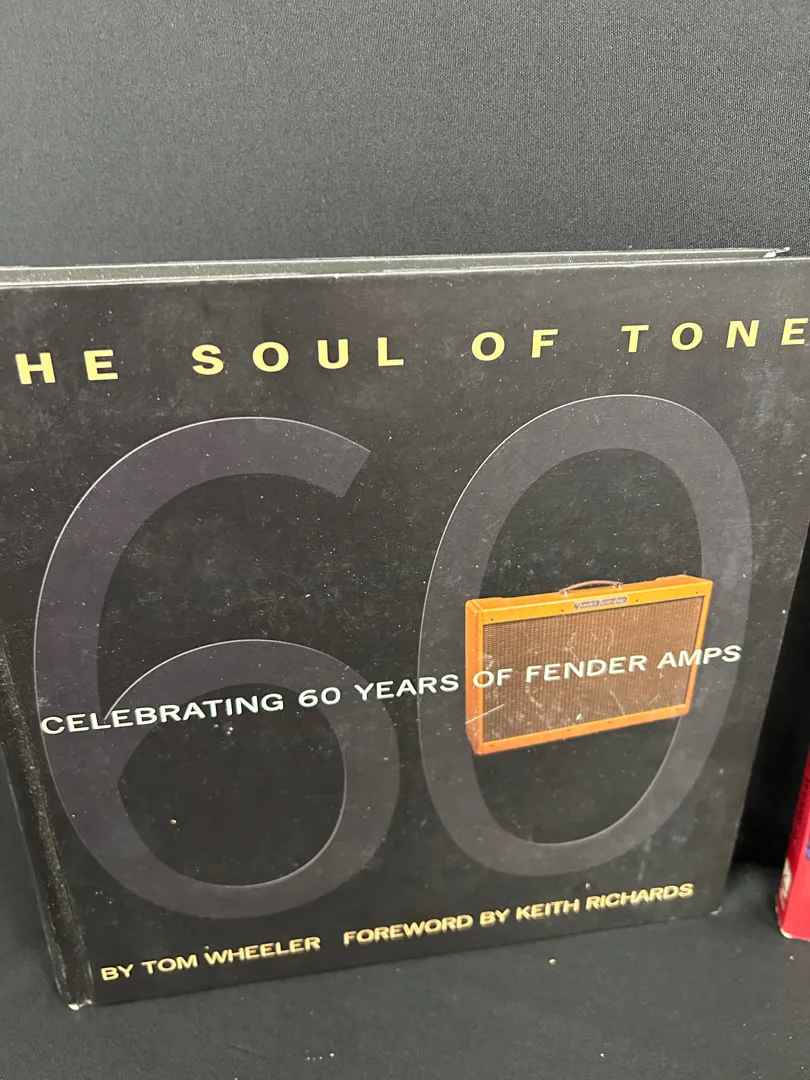 HE SOUL OF TONE
60
CELEBRATING 60 YEARS OF FENDER AMPS
BY TOM WHEELER FOREWORD BY KEITH RICHARDS